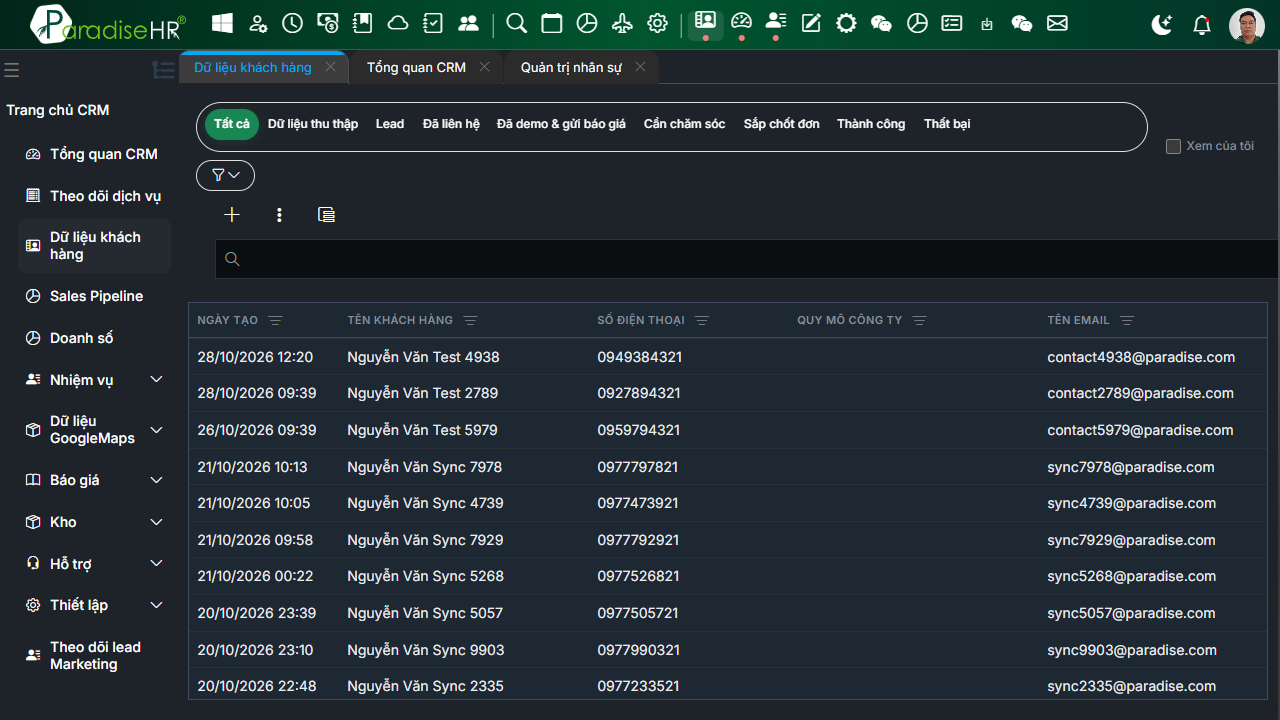 ParadiseHR®
Dữ liệu khách hàng
Tổng quan CRM
Quản trị nhân sự
Trang chủ CRM
Tổng quan CRM
Theo dõi dịch vụ
Dữ liệu khách
hàng
Sales Pipeline
Doanh số
Nhiệm vụ
Dữ liệu
GoogleMaps
Báo giá
Kho
Hỗ trợ
Thiết lập
Theo dõi lead
Marketing
Tất cả Dữ liệu thu thập Lead Đã liên hệ Đã demo & gửi báo giá Cần chăm sóc Sắp chốt đơn Thành công Thất bại
Xem của tôi
NGÀY TẠO TÊN KHÁCH HÀNG SỐ ĐIỆN THOẠI QUY MÔ CÔNG TY TÊN EMAIL
28/10/2026 12:20 Nguyễn Văn Test 4938 0949384321 contact4938@paradise.com
28/10/2026 09:39 Nguyễn Văn Test 2789 0927894321 contact2789@paradise.com
26/10/2026 09:39 Nguyễn Văn Test 5979 0959794321 contact5979@paradise.com
21/10/2026 10:13 Nguyễn Văn Sync 7978 0977797821 sync7978@paradise.com
21/10/2026 10:05 Nguyễn Văn Sync 4739 0977473921 sync4739@paradise.com
21/10/2026 09:58 Nguyễn Văn Sync 7929 0977792921 sync7929@paradise.com
21/10/2026 00:22 Nguyễn Văn Sync 5268 0977526821 sync5268@paradise.com
20/10/2026 23:39 Nguyễn Văn Sync 5057 0977505721 sync5057@paradise.com
20/10/2026 23:10 Nguyễn Văn Sync 9903 0977990321 sync9903@paradise.com
20/10/2026 22:48 Nguyễn Văn Sync 2335 0977233521 sync2335@paradise.com